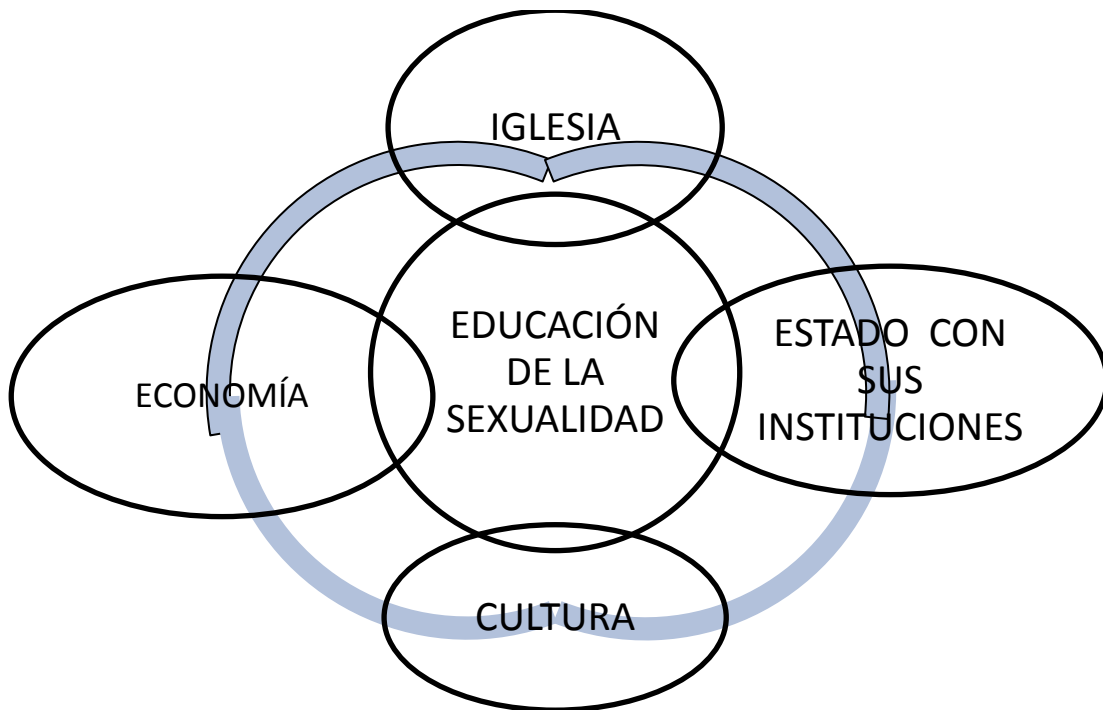 IGLESIA
EDUCACIÓN
DE LA
SEXUALIDAD
ESTADO CON
SUS
INSTITUCIONES
ECONOMÍA
CULTURA